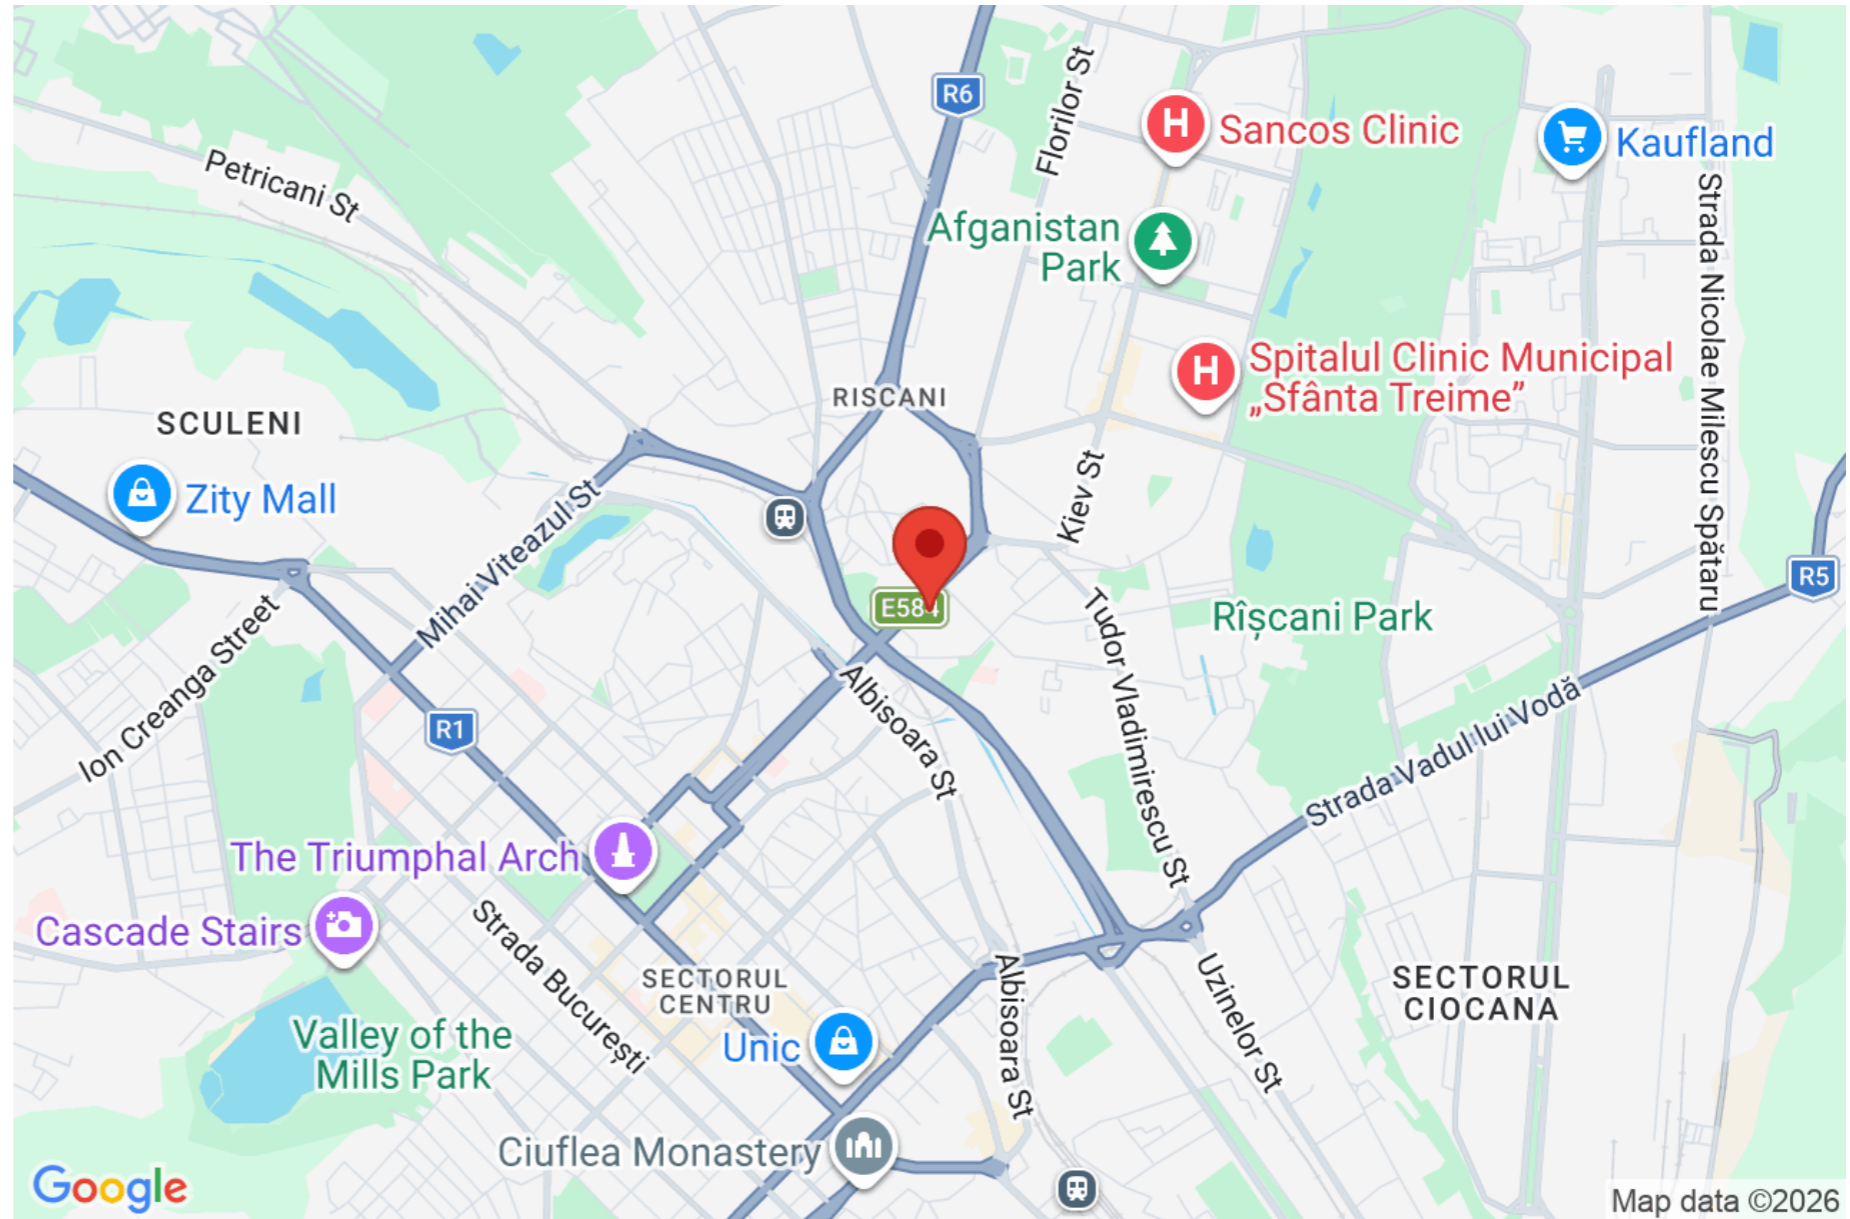 R6
Florilor St
Sancos Clinic
Kaufland
Petricani St
Strada Nicolae Milescu Spătaru
Afganistan
Park
Spitalul Clinic Municipal
„Sfânta Treime”
RISCANI
SCULENI
Zity Mall
Mihai Viteazul St
Kiev St
R5
E584
Rîșcani Park
Ion Creanga Street
Tudor Vladimirescu St
Albisoara St
R1
Strada Vadul lui Vodă
The Triumphal Arch
Cascade Stairs
Strada București
SECTORUL
CENTRU
Albisoara St
Uzinelor St
SECTORUL
CIOCANA
Valley of the
Mills Park
Unic
Ciuflea Monastery
Google
Map data ©2026